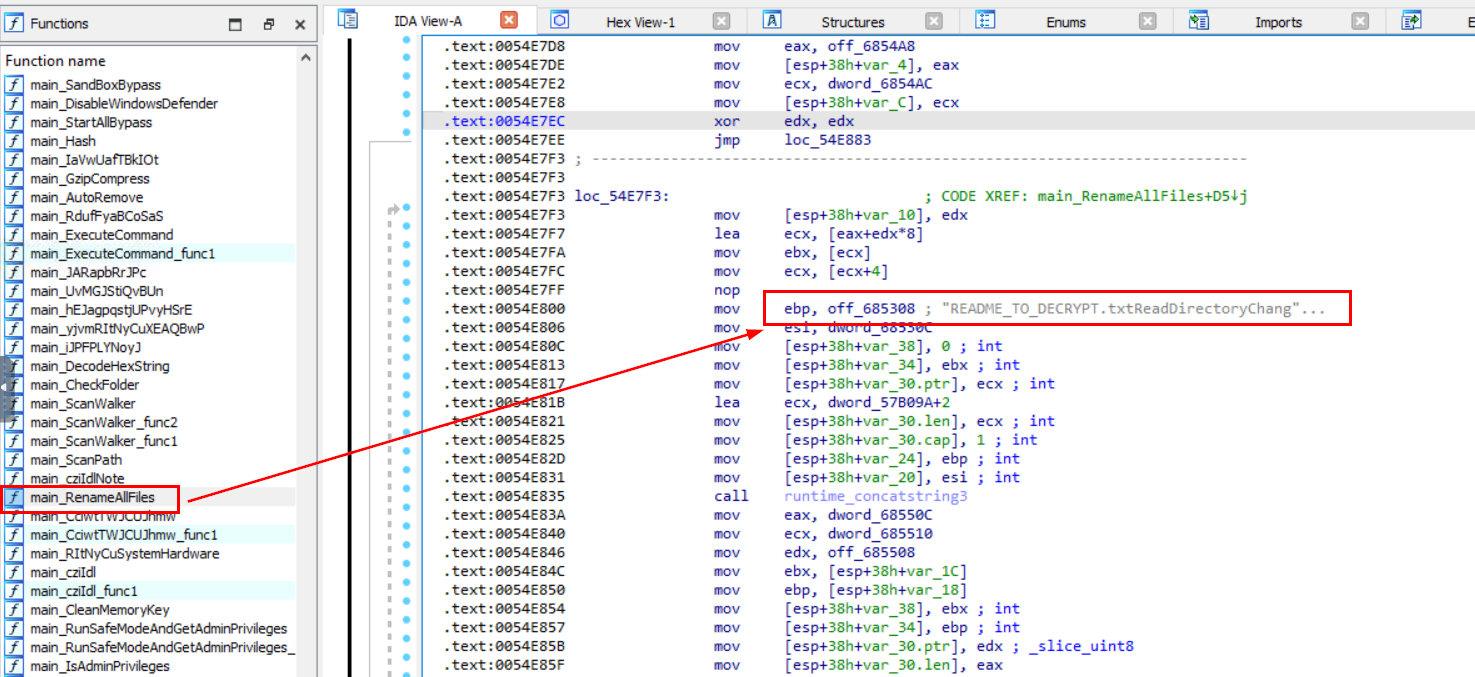 Functions
IDA View-A
Hex View-1
Structures
Enums
Imports
Function name
main_SandBoxBypass
main_DisableWindowsDefender
main_StartAllBypass
main_Hash
main_IaVwUafTBkIOt
main_GzipCompress
main_AutoRemove
main_RdufFyaBCoSaS
main_ExecuteCommand
main_ExecuteCommand_func1
main_JARapbRrJPc
main_UvMGJStiQvBUn
main_hEJagpqstjUPvyHSrE
main_yjvmRItNyCuXEAQBwP
main_iJPFPLYNoyJ
main_DecodeHexString
main_CheckFolder
main_ScanWalker
main_ScanWalker_func2
main_ScanWalker_func1
main_ScanPath
main_cziIdlNote
main_RenameAllFiles
main_CciwtTWJCUJhmw
main_CciwtTWJCUJhmw_func1
main_RItNyCuSystemHardware
main_cziIdl
main_cziIdl_func1
main_CleanMemoryKey
main_RunSafeModeAndGetAdminPrivileges
main_RunSafeModeAndGetAdminPrivileges_
main_IsAdminPrivileges
.text:0054E7D8 mov eax, off_6854A8
.text:0054E7DE mov [esp+38h+var_4], eax
.text:0054E7E2 mov ecx, dword_6854AC
.text:0054E7E8 mov [esp+38h+var_C], ecx
.text:0054E7EC xor edx, edx
.text:0054E7EE jmp loc_54E883
.text:0054E7F3 ; ---------------------------------------------------------------------------
.text:0054E7F3
.text:0054E7F3 loc_54E7F3: ; CODE XREF: main_RenameAllFiles+D5↓j
.text:0054E7F3 mov [esp+38h+var_10], edx
.text:0054E7F7 lea ecx, [eax+edx*8]
.text:0054E7FA mov ebx, [ecx]
.text:0054E7FC mov ecx, [ecx+4]
.text:0054E7FF nop
.text:0054E800 mov ebp, off_685308 ; "README_TO_DECRYPT.txtReadDirectoryChang"...
.text:0054E806 mov esi, dword_68530C
.text:0054E80C mov [esp+38h+var_38], 0 ; int
.text:0054E813 mov [esp+38h+var_34], ebx ; int
.text:0054E817 mov [esp+38h+var_30.ptr], ecx ; int
.text:0054E81B lea ecx, dword_57B09A+2
.text:0054E821 mov [esp+38h+var_30.len], ecx ; int
.text:0054E825 mov [esp+38h+var_30.cap], 1 ; int
.text:0054E82D mov [esp+38h+var_24], ebp ; int
.text:0054E831 mov [esp+38h+var_20], esi ; int
.text:0054E835 call runtime_concatstring3
.text:0054E83A mov eax, dword_68550C
.text:0054E840 mov ecx, dword_685510
.text:0054E846 mov edx, off_685508
.text:0054E84C mov ebx, [esp+38h+var_1C]
.text:0054E850 mov ebp, [esp+38h+var_18]
.text:0054E854 mov [esp+38h+var_38], ebx ; int
.text:0054E857 mov [esp+38h+var_34], ebp ; int
.text:0054E85B mov [esp+38h+var_30.ptr], edx ; _slice_uint8
.text:0054E85F mov [esp+38h+var_30.len], eax